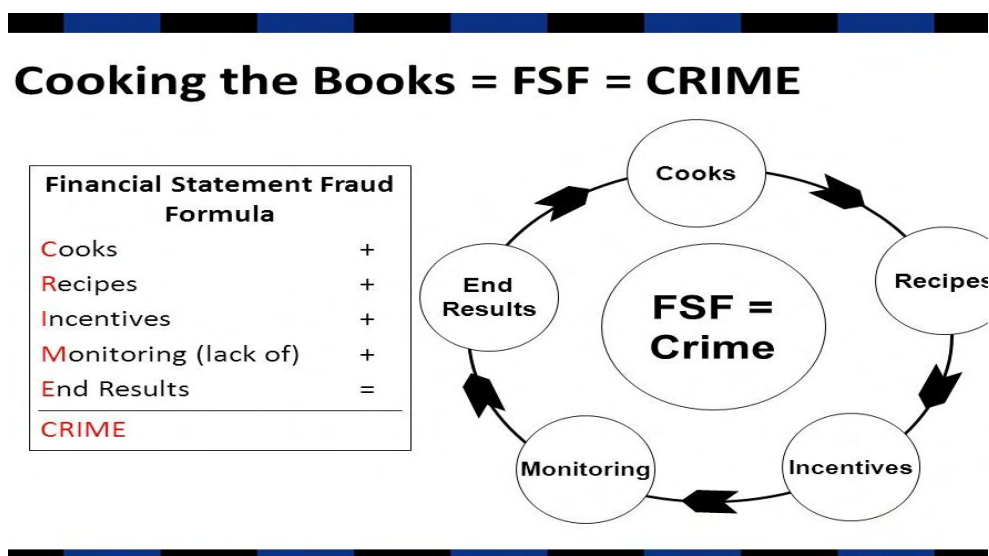 Cooking the Books = FSF = CRIME
Financial Statement Fraud
Formula
Cooks +
Recipes +
Incentives +
Monitoring (lack of) +
End Results =
CRIME
Cooks
Recipes
Incentives
Monitoring
End
Results
FSF =
Crime